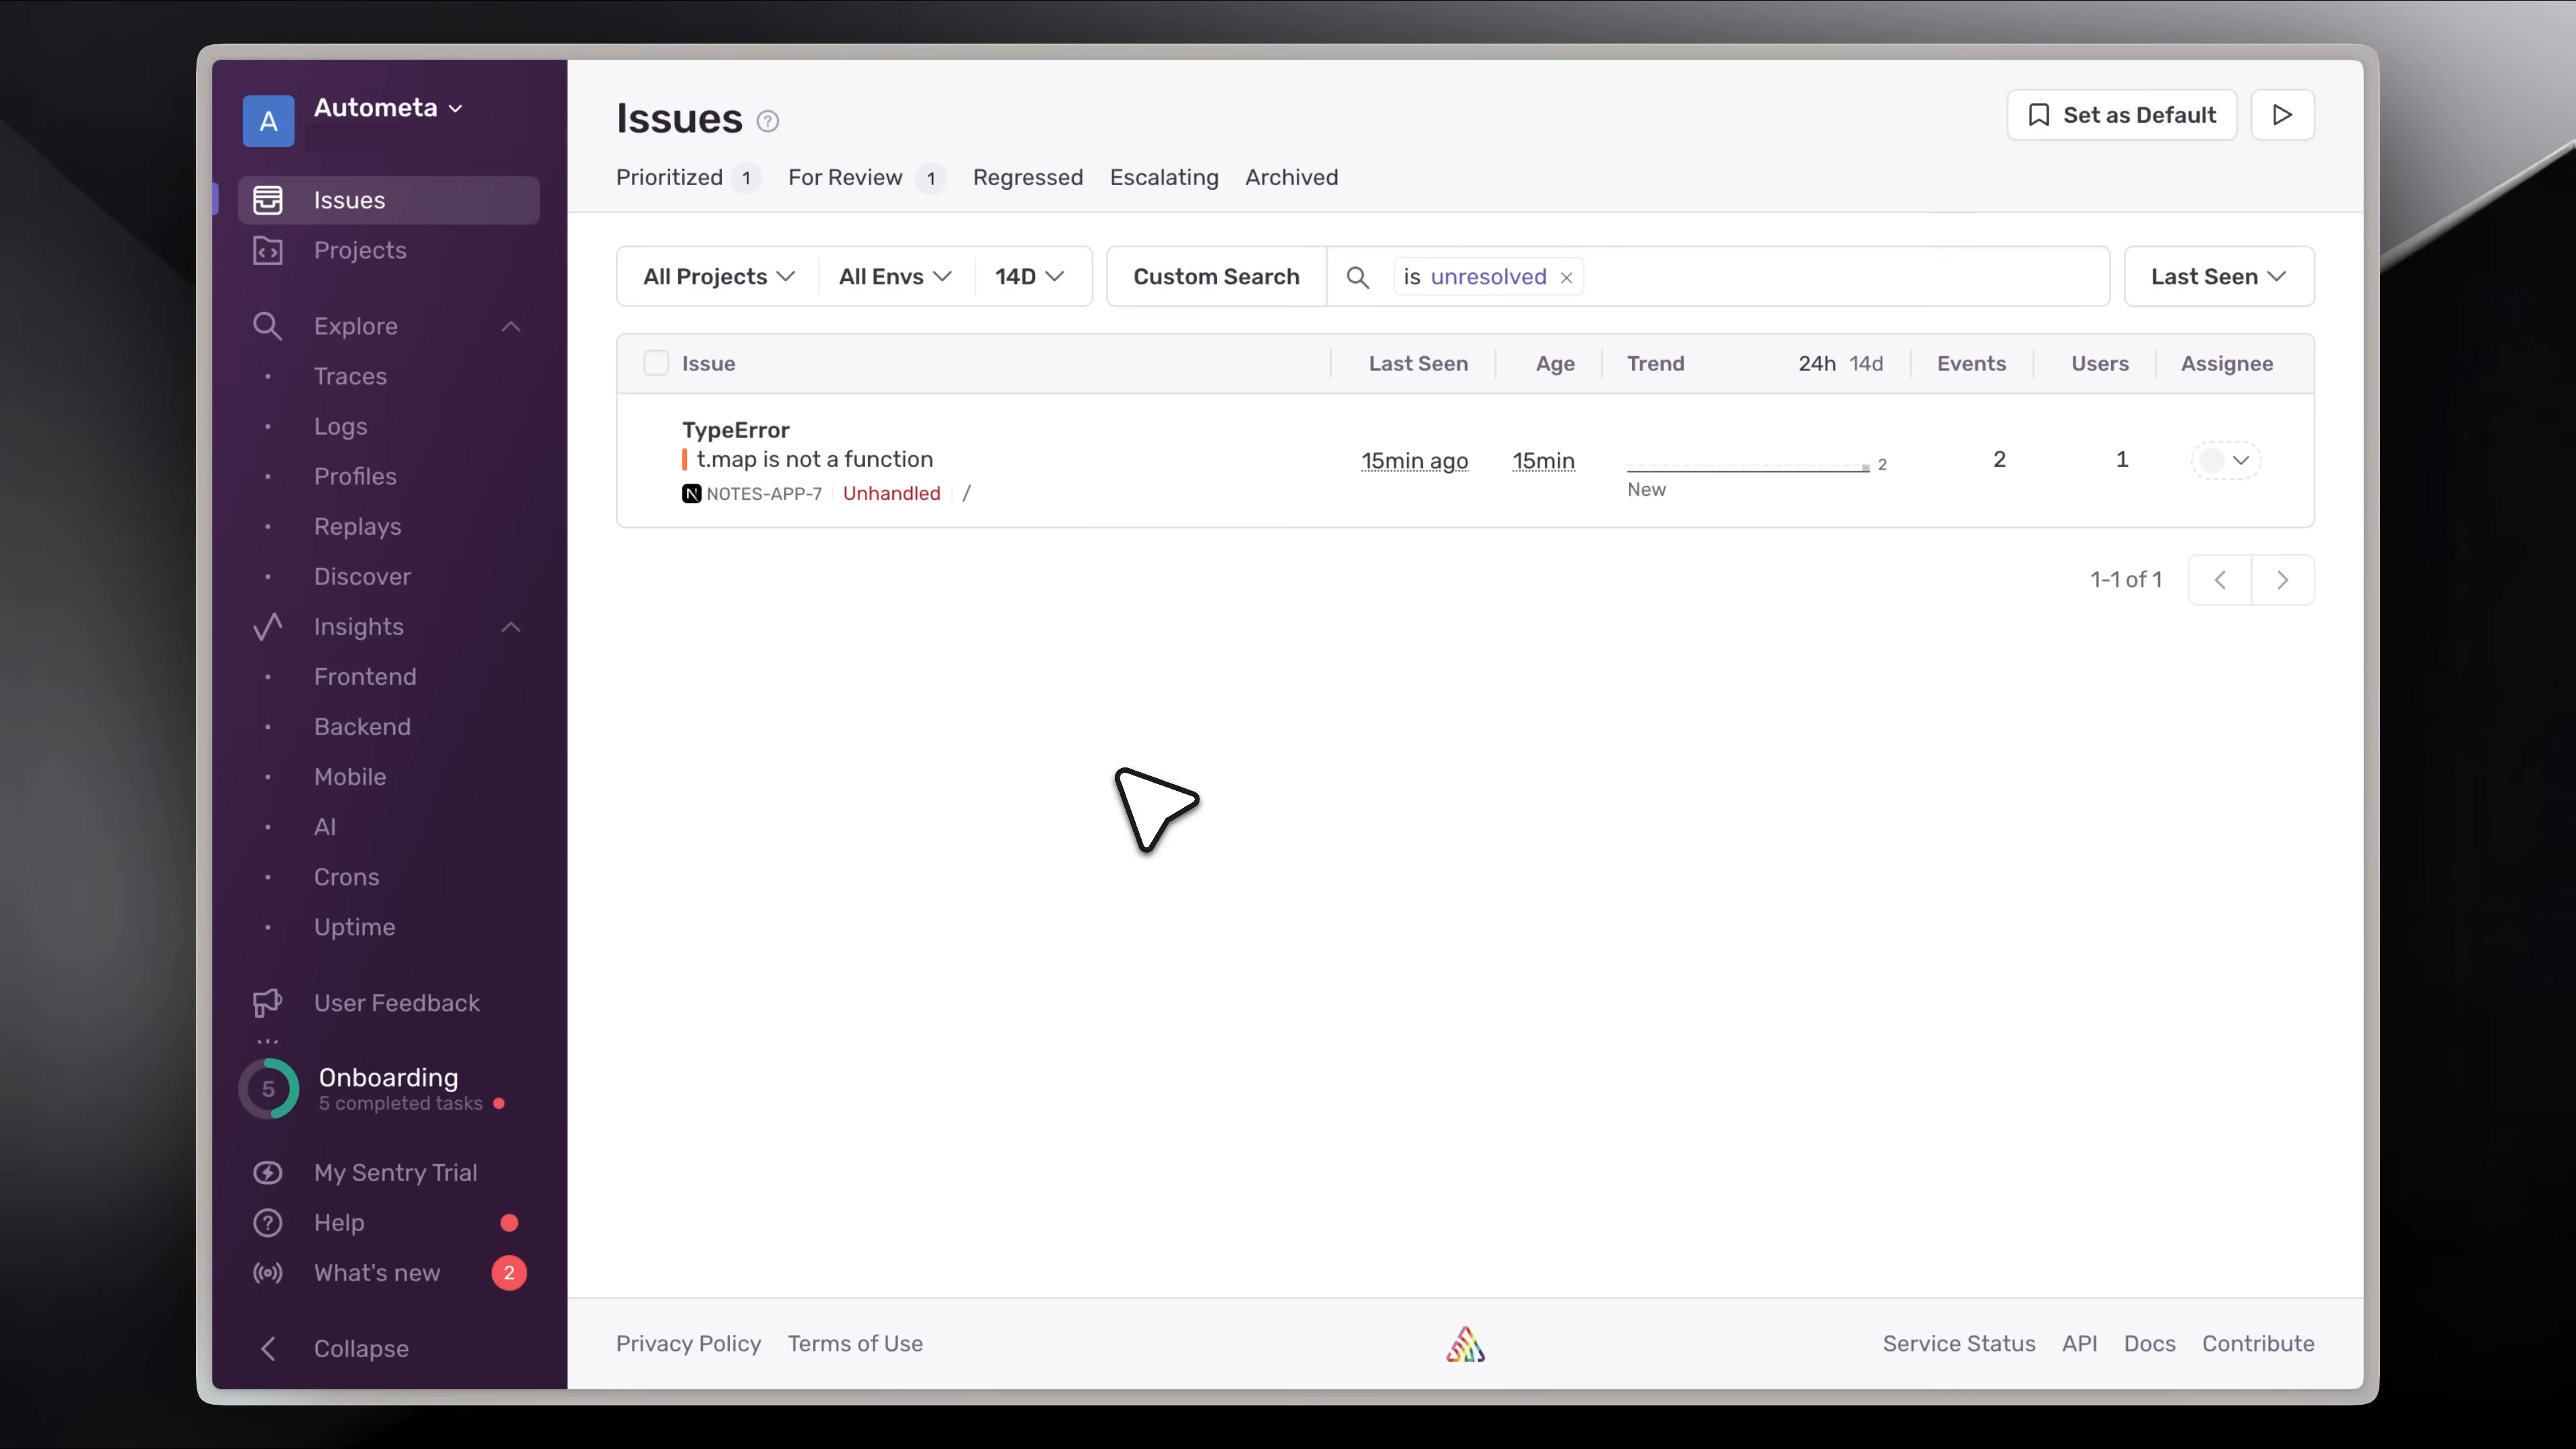 A
Autometa
Issues
Projects
Explore
Traces
Logs
Profiles
Replays
Discover
Insights
Frontend
Backend
Mobile
AI
Crons
Uptime
User Feedback
5
Onboarding
5 completed tasks
My Sentry Trial
Help
What's new 2
Collapse
Issues ?
Set as Default
Prioritized 1 For Review 1 Regressed Escalating Archived
All Projects All Envs 14D Custom Search is unresolved × Last Seen
Issue Last Seen Age Trend 24h 14d Events Users Assignee
TypeError
t.map is not a function
N NOTES-APP-7 Unhandled /
15min ago 15min 2 2 1
New
1-1 of 1
Privacy Policy Terms of Use Service Status API Docs Contribute